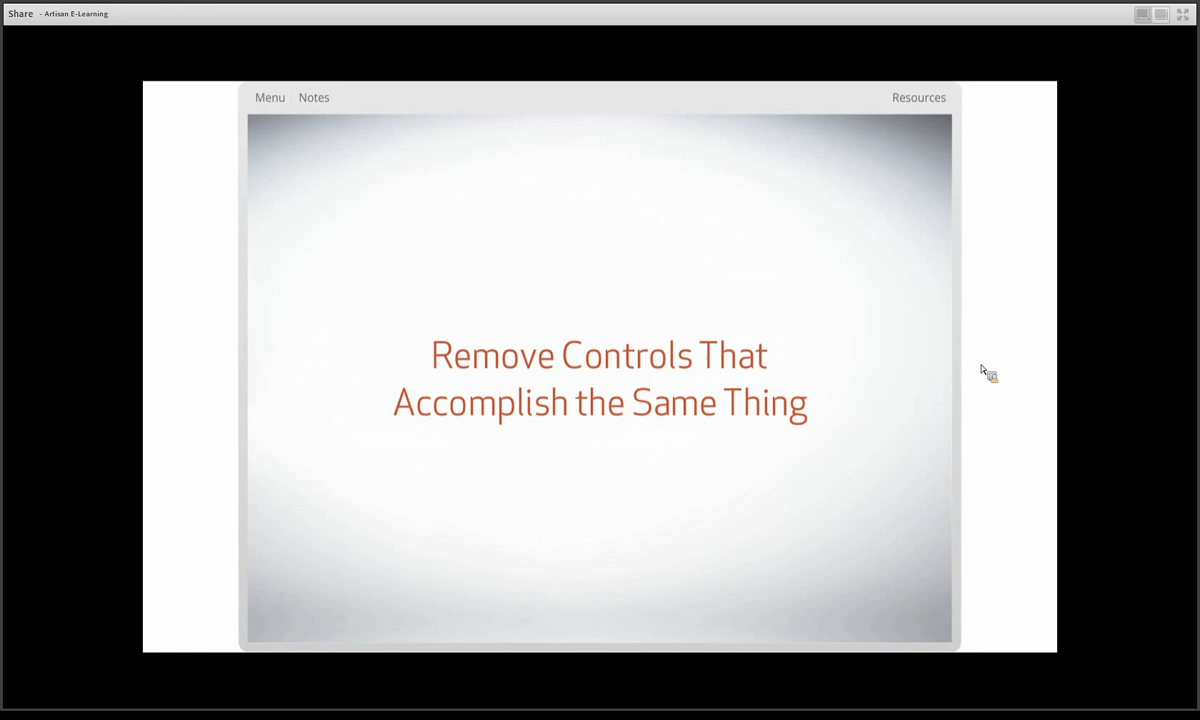 Share - Artisan E-Learning
Menu Notes Resources
Remove Controls That
Accomplish the Same Thing